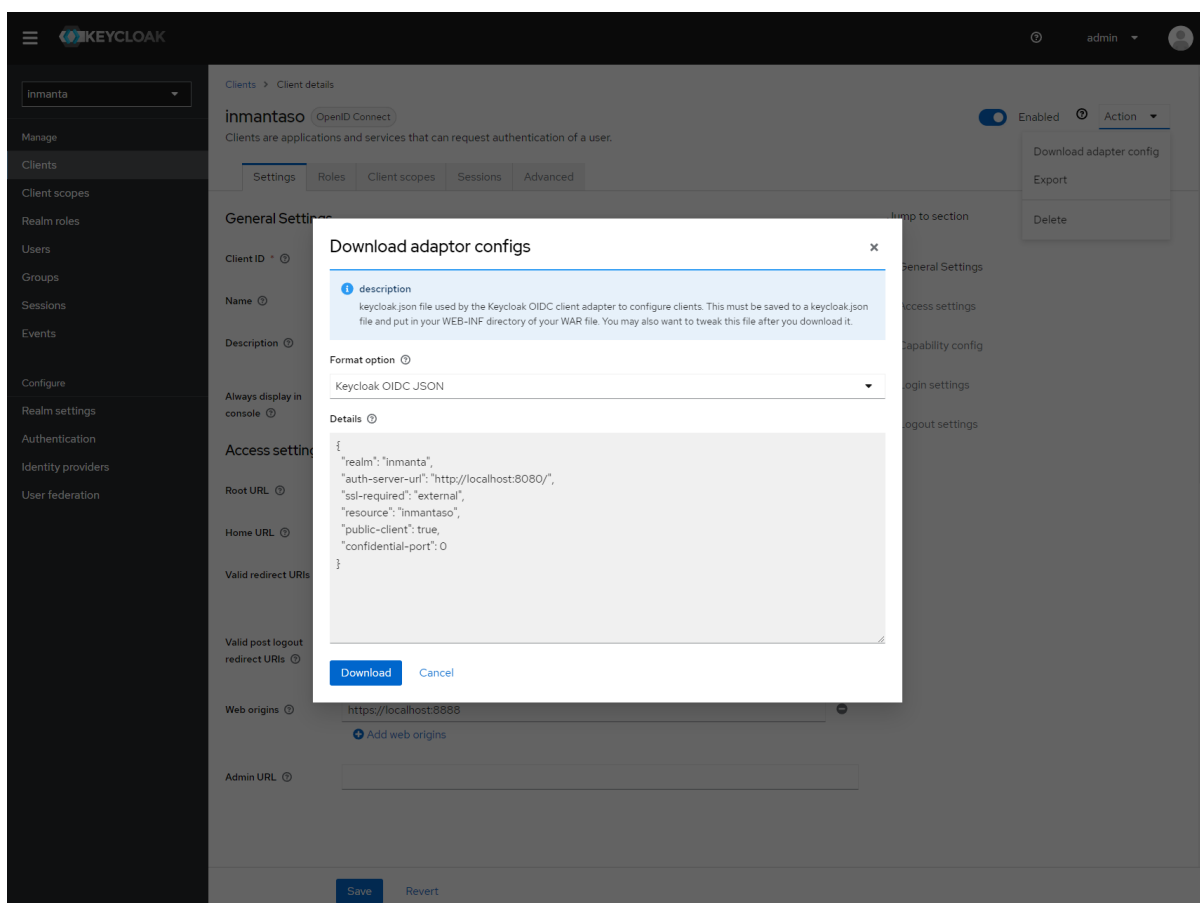 KEYCLOAK
admin
inmanta
Manage
Clients
Client scopes
Realm roles
Users
Groups
Sessions
Events
Configure
Realm settings
Authentication
Identity providers
User federation
Clients > Client details
inmantaso OpenID Connect
Enabled
Action
Clients are applications and services that can request authentication of a user.
Download adapter config
Export
Delete
Settings Roles Client scopes Sessions Advanced
General Settings
Jump to section
Client ID *
General Settings
Name
Access settings
Description
Capability config
Always display in
console
Login settings
Logout settings
Access setting
Root URL
Home URL
Valid redirect URIs
Valid post logout
redirect URIs
Web origins
https://localhost:8888
Add web origins
Admin URL
Save Revert
Download adaptor configs
description
keycloak.json file used by the Keycloak OIDC client adapter to configure clients. This must be saved to a keycloak.json
file and put in your WEB-INF directory of your WAR file. You may also want to tweak this file after you download it.
Format option
Keycloak OIDC JSON
Details
{
"realm": "inmanta",
"auth-server-url": "http://localhost:8080/",
"ssl-required": "external",
"resource": "inmantaso",
"public-client": true,
"confidential-port": 0
}
Download Cancel